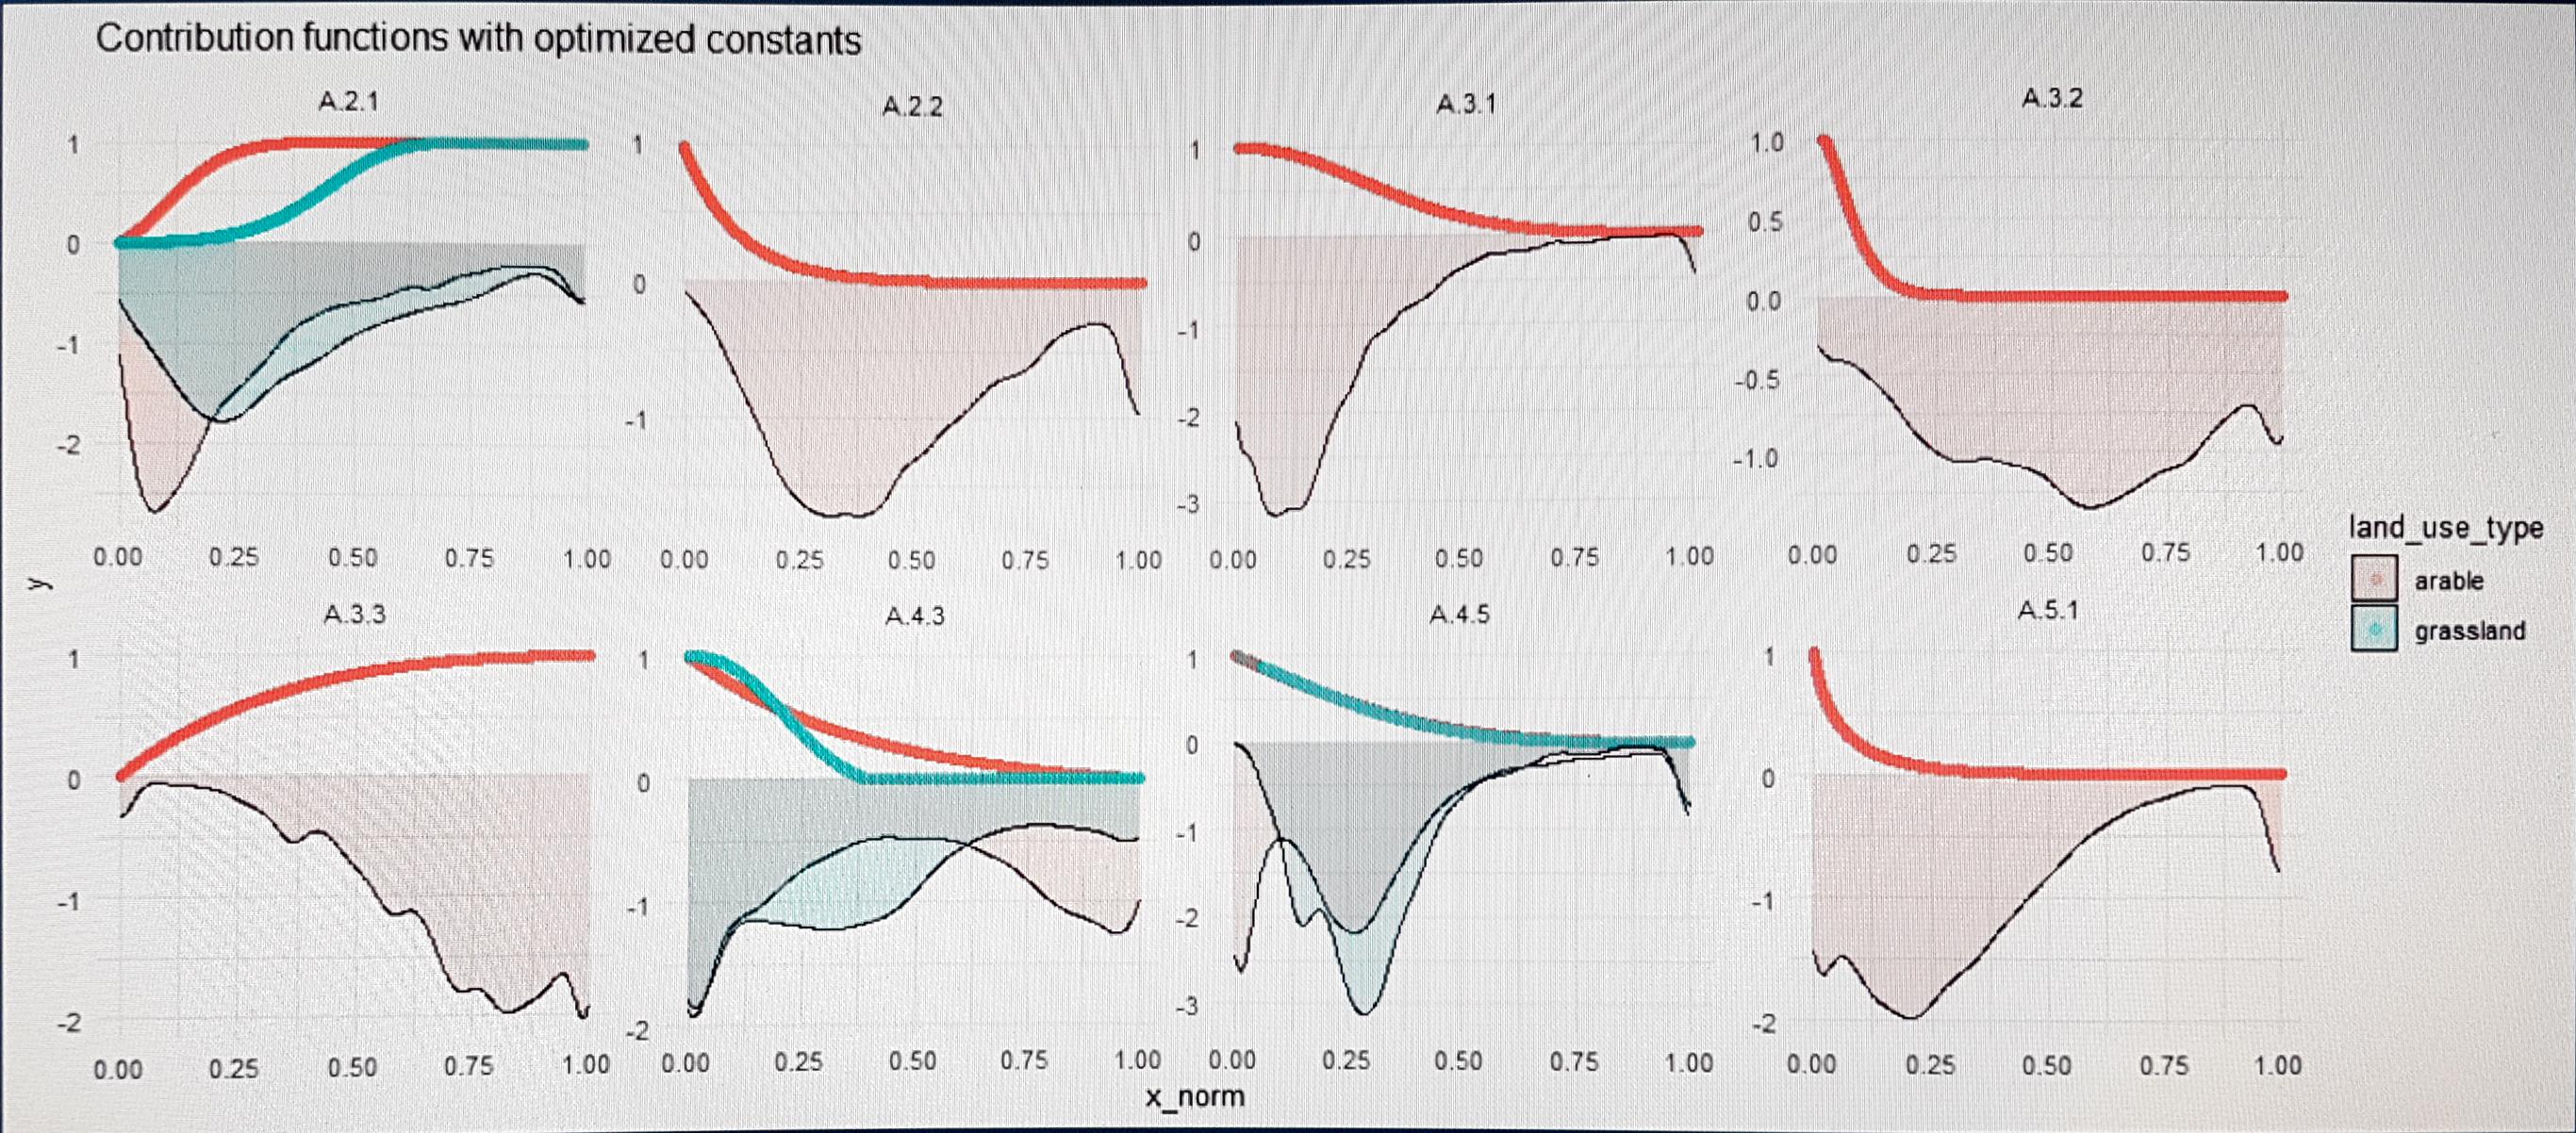 Contribution functions with optimized constants
A.2.1
A.2.2
A.3.1
A.3.2
1
0
-1
-2
0.00 0.25 0.50 0.75 1.00
1
0
-1
0.00 0.25 0.50 0.75 1.00
1
0
-1
-2
-3
0.00 0.25 0.50 0.75 1.00
1.0
0.5
0.0
-0.5
-1.0
0.00 0.25 0.50 0.75 1.00
y
A.3.3
A.4.3
A.4.5
A.5.1
1
0
-1
-2
0.00 0.25 0.50 0.75 1.00
1
0
-1
-2
0.00 0.25 0.50 0.75 1.00
1
0
-1
-2
-3
0.00 0.25 0.50 0.75 1.00
1
0
-1
-2
0.00 0.25 0.50 0.75 1.00
x_norm
land_use_type
arable
grassland